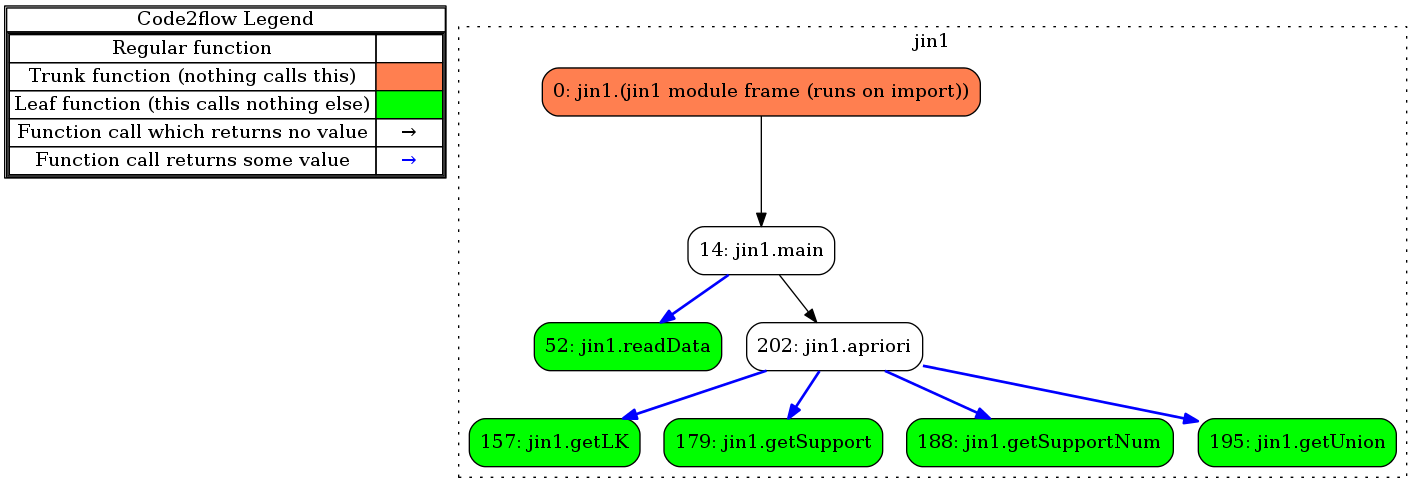 Code2flow Legend
Regular function
Trunk function (nothing calls this)
Leaf function (this calls nothing else)
Function call which returns no value →
Function call returns some value →
jin1
0: jin1.(jin1 module frame (runs on import))
14: jin1.main
52: jin1.readData
202: jin1.apriori
157: jin1.getLK
179: jin1.getSupport
188: jin1.getSupportNum
195: jin1.getUnion